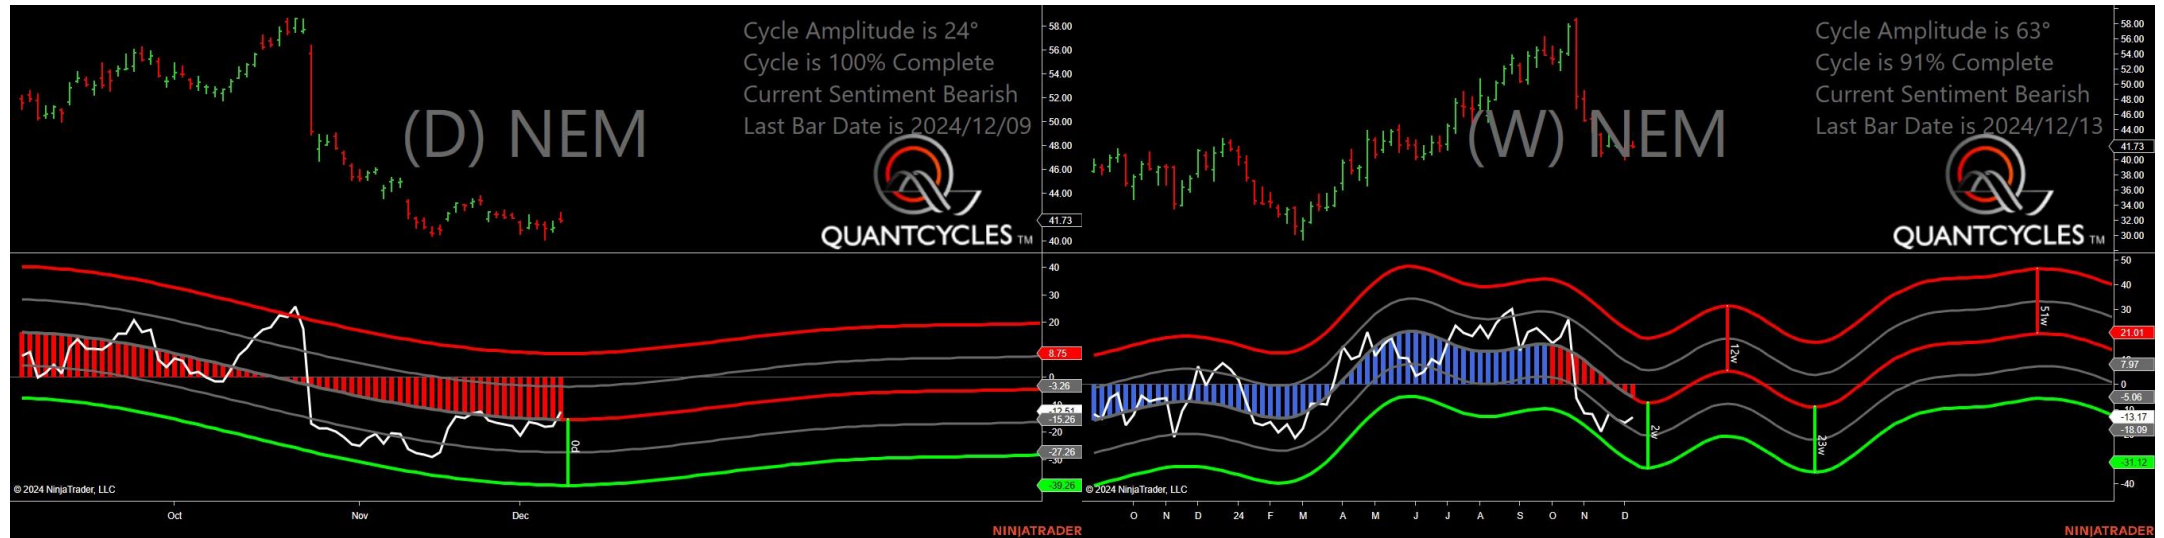 Cycle Amplitude is 24°
Cycle is 100% Complete
Current Sentiment Bearish
Last Bar Date is 2024/12/09
(D) NEM
QUANTCYCLES TM
58.00
56.00
54.00
52.00
50.00
48.00
46.00
44.00
41.73
40.00
40
30
20
8.75
0
-3.26
-12.51
-15.26
-20
-27.26
-30
-39.26
0d
© 2024 NinjaTrader, LLC
Oct
Nov
Dec
NINJATRADER
Cycle Amplitude is 63°
Cycle is 91% Complete
Current Sentiment Bearish
Last Bar Date is 2024/12/13
(W) NEM
QUANTCYCLES TM
58.00
56.00
54.00
52.00
50.00
48.00
46.00
44.00
41.73
40.00
38.00
36.00
34.00
32.00
30.00
50
40
30
21.01
7.97
0
-5.06
-13.17
-18.09
-31.12
-40
2w
12w
23w
51w
© 2024 NinjaTrader, LLC
O N D 24 F M A M J J A S O N D
NINJATRADER